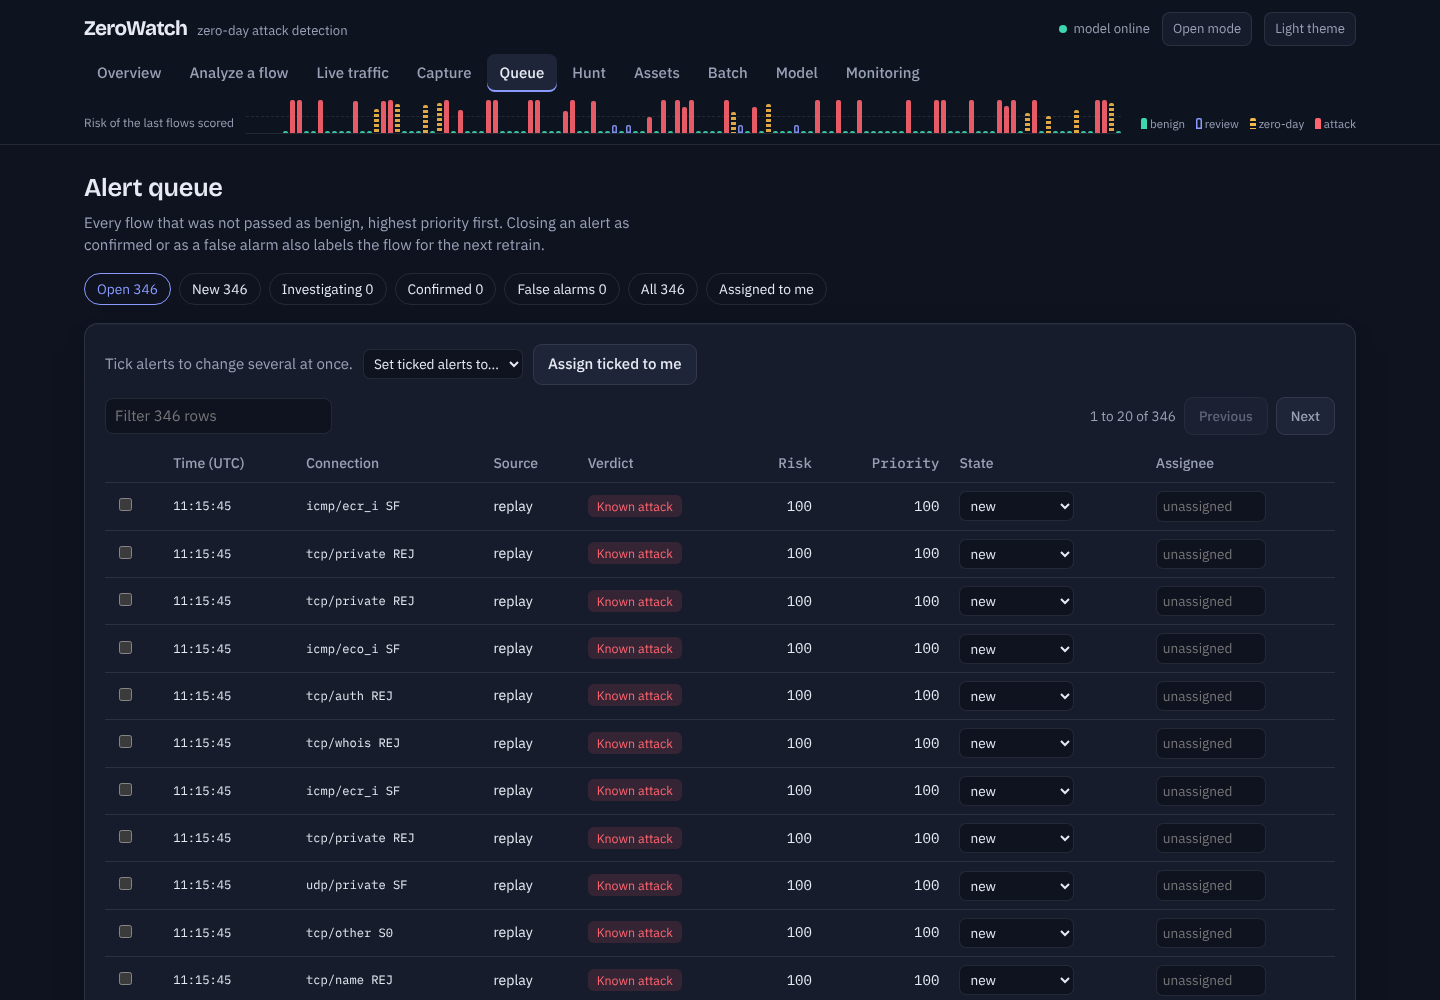 ZeroWatch zero-day attack detection model online Open mode Light theme
Overview Analyze a flow Live traffic Capture Queue Hunt Assets Batch Model Monitoring
Risk of the last flows scored benign review zero-day attack
Alert queue
Every flow that was not passed as benign, highest priority first. Closing an alert as
confirmed or as a false alarm also labels the flow for the next retrain.
Open 346 New 346 Investigating 0 Confirmed 0 False alarms 0 All 346 Assigned to me
Tick alerts to change several at once. Set ticked alerts to... Assign ticked to me
Filter 346 rows 1 to 20 of 346 Previous Next
Time (UTC) Connection Source Verdict Risk Priority State Assignee
11:15:45 icmp/ecr_i SF replay Known attack 100 100 new unassigned
11:15:45 tcp/private REJ replay Known attack 100 100 new unassigned
11:15:45 tcp/private REJ replay Known attack 100 100 new unassigned
11:15:45 icmp/eco_i SF replay Known attack 100 100 new unassigned
11:15:45 tcp/auth REJ replay Known attack 100 100 new unassigned
11:15:45 tcp/whois REJ replay Known attack 100 100 new unassigned
11:15:45 icmp/ecr_i SF replay Known attack 100 100 new unassigned
11:15:45 tcp/private REJ replay Known attack 100 100 new unassigned
11:15:45 udp/private SF replay Known attack 100 100 new unassigned
11:15:45 tcp/other S0 replay Known attack 100 100 new unassigned
11:15:45 tcp/name REJ replay Known attack 100 100 new unassigned